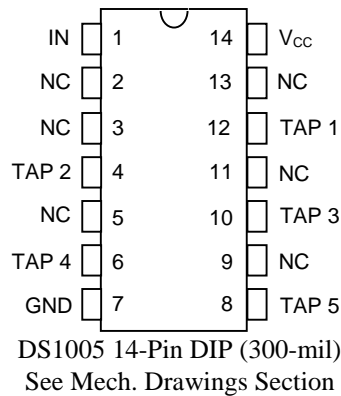 IN 1 14 VCC
NC 2 13 NC
NC 3 12 TAP 1
TAP 2 4 11 NC
NC 5 10 TAP 3
TAP 4 6 9 NC
GND 7 8 TAP 5
DS1005 14-Pin DIP (300-mil)
See Mech. Drawings Section